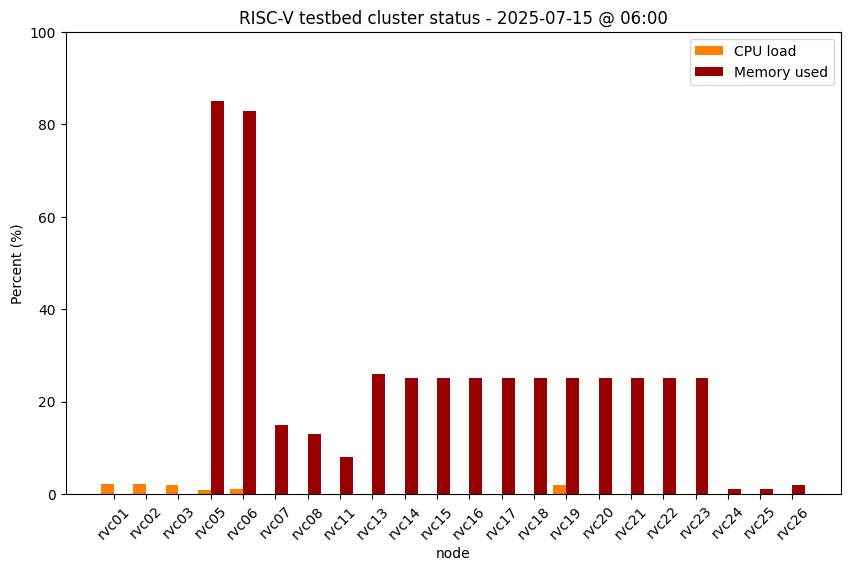 RISC-V testbed cluster status - 2025-07-15 @ 06:00
CPU load
Memory used
Percent (%)
100
80
60
40
20
0
rvc01 rvc02 rvc03 rvc05 rvc06 rvc07 rvc08 rvc11 rvc13 rvc14 rvc15 rvc16 rvc17 rvc18 rvc19 rvc20 rvc21 rvc22 rvc23 rvc24 rvc25 rvc26
node